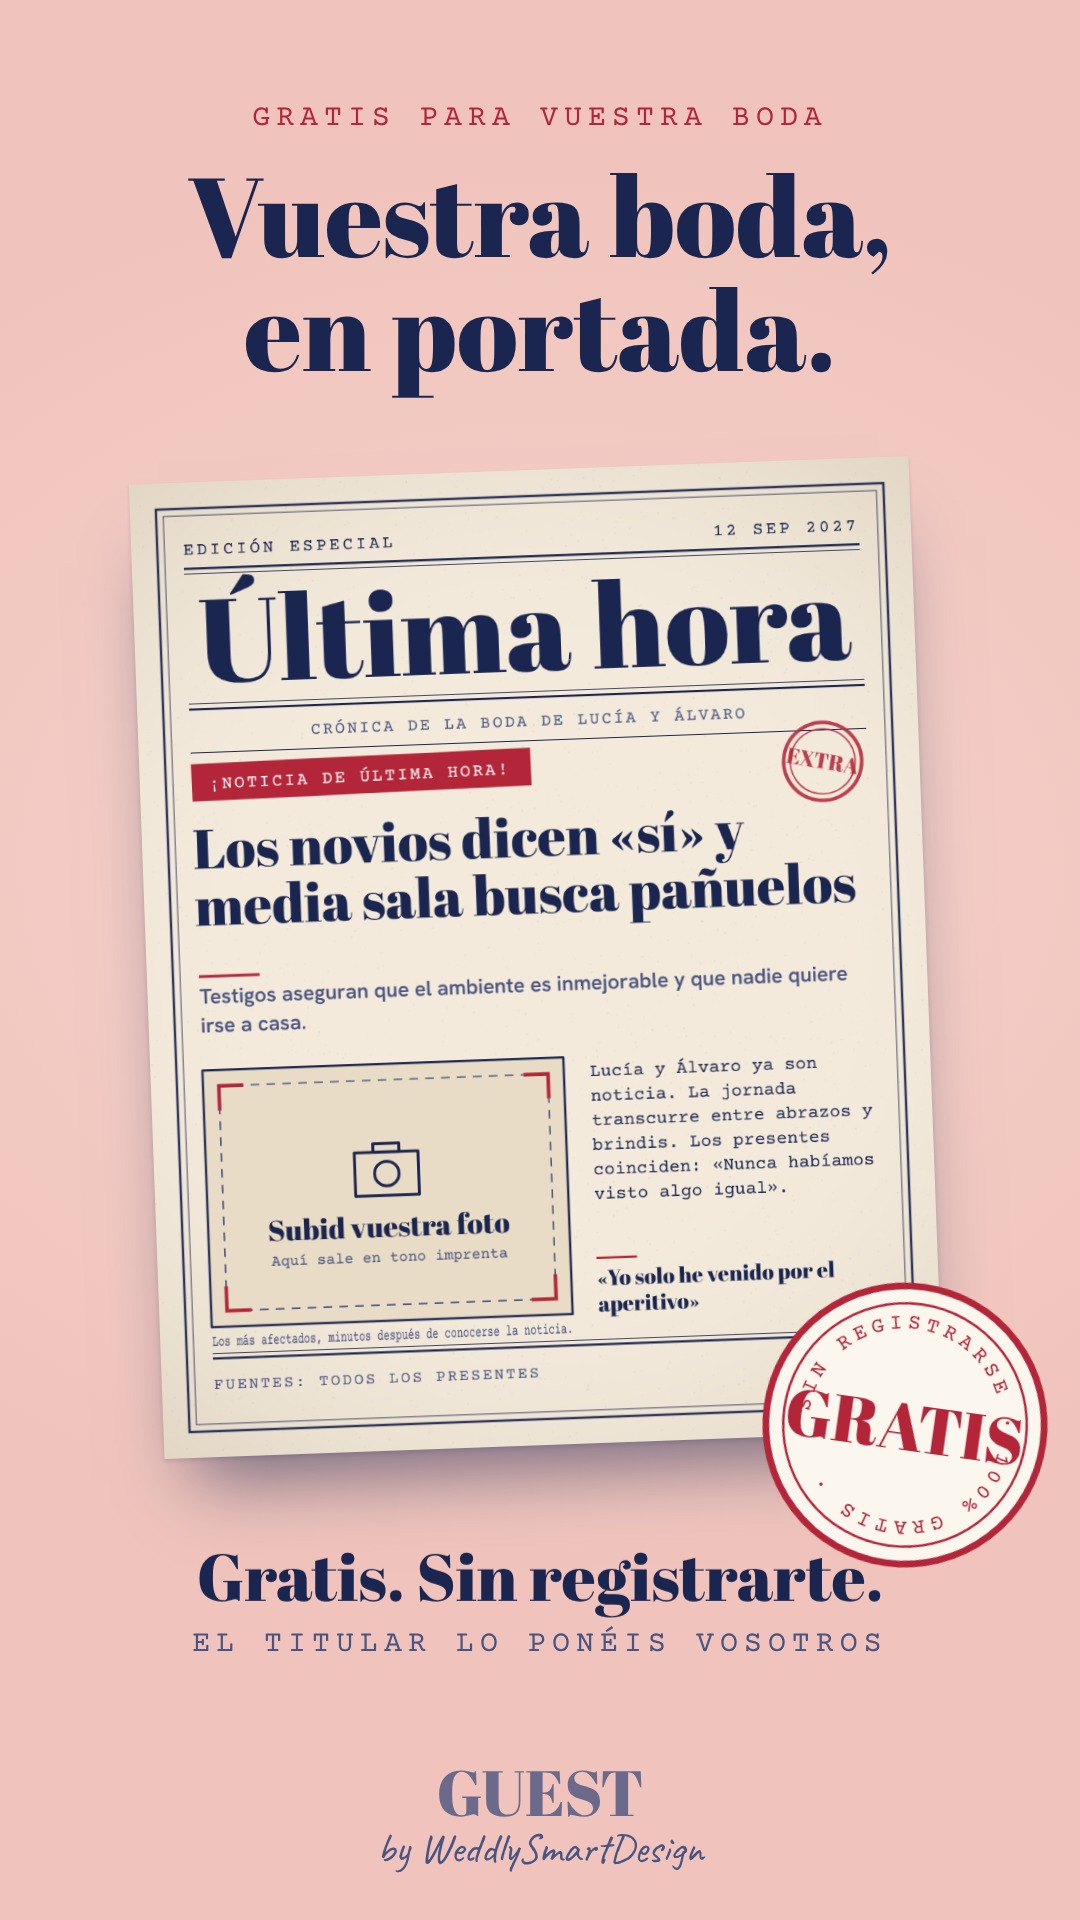 GRATIS PARA VUESTRA BODA
Vuestra boda,
en portada.
EDICIÓN ESPECIAL
12 SEP 2027
Última hora
CRÓNICA DE LA BODA DE LUCÍA Y ÁLVARO
¡NOTICIA DE ÚLTIMA HORA!
EXTRA
Los novios dicen «sí» y
media sala busca pañuelos
Testigos aseguran que el ambiente es inmejorable y que nadie quiere
irse a casa.
Subid vuestra foto
Aquí sale en tono imprenta
Los más afectados, minutos después de conocerse la noticia.
Lucía y Álvaro ya son
noticia. La jornada
transcurre entre abrazos y
brindis. Los presentes
coinciden: «Nunca habíamos
visto algo igual».
«Yo solo he venido por el
aperitivo»
FUENTES: TODOS LOS PRESENTES
SIN REGISTRARSE · 100% GRATIS ·
GRATIS
Gratis. Sin registrarte.
EL TITULAR LO PONÉIS VOSOTROS
GUEST
by WeddlySmartDesign